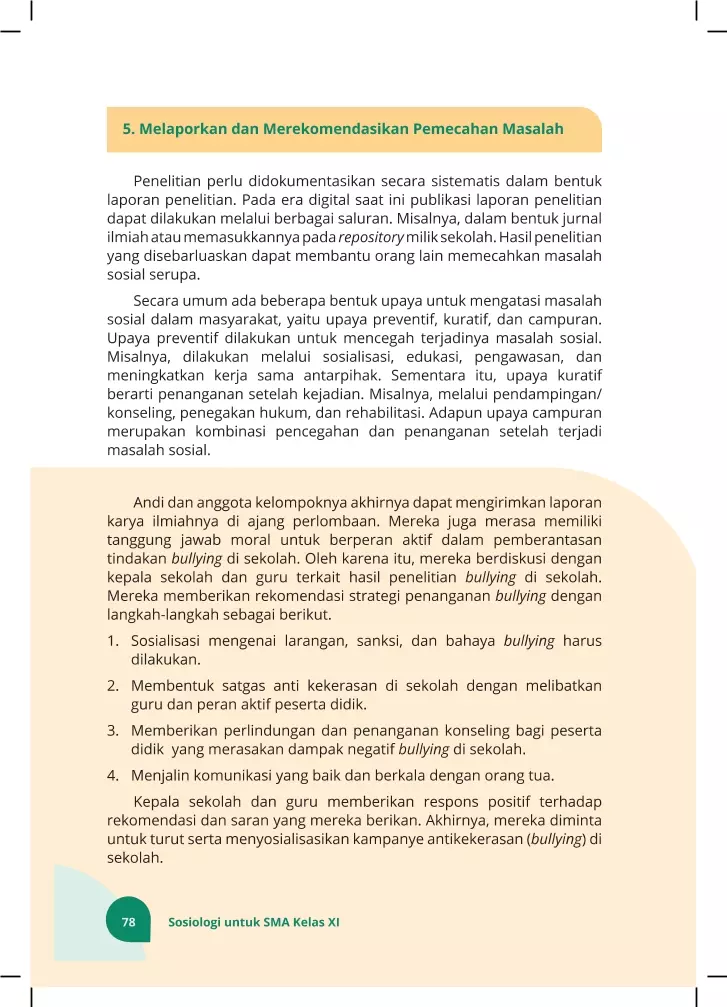 5. Melaporkan dan Merekomendasikan Pemecahan Masalah
Penelitian perlu didokumentasikan secara sistematis dalam bentuk
laporan penelitian. Pada era digital saat ini publikasi laporan penelitian
dapat dilakukan melalui berbagai saluran. Misalnya, dalam bentuk jurnal
ilmiah atau memasukkannya pada repository milik sekolah. Hasil penelitian
yang disebarluaskan dapat membantu orang lain memecahkan masalah
sosial serupa.
Secara umum ada beberapa bentuk upaya untuk mengatasi masalah
sosial dalam masyarakat, yaitu upaya preventif, kuratif, dan campuran.
Upaya preventif dilakukan untuk mencegah terjadinya masalah sosial.
Misalnya, dilakukan melalui sosialisasi, edukasi, pengawasan, dan
meningkatkan kerja sama antarpihak. Sementara itu, upaya kuratif
berarti penanganan setelah kejadian. Misalnya, melalui pendampingan/
konseling, penegakan hukum, dan rehabilitasi. Adapun upaya campuran
merupakan kombinasi pencegahan dan penanganan setelah terjadi
masalah sosial.
Andi dan anggota kelompoknya akhirnya dapat mengirimkan laporan
karya ilmiahnya di ajang perlombaan. Mereka juga merasa memiliki
tanggung jawab moral untuk berperan aktif dalam pemberantasan
tindakan bullying di sekolah. Oleh karena itu, mereka berdiskusi dengan
kepala sekolah dan guru terkait hasil penelitian bullying di sekolah.
Mereka memberikan rekomendasi strategi penanganan bullying dengan
langkah-langkah sebagai berikut.
1. Sosialisasi mengenai larangan, sanksi, dan bahaya bullying harus
dilakukan.
2. Membentuk satgas anti kekerasan di sekolah dengan melibatkan
guru dan peran aktif peserta didik.
3. Memberikan perlindungan dan penanganan konseling bagi peserta
didik yang merasakan dampak negatif bullying di sekolah.
4. Menjalin komunikasi yang baik dan berkala dengan orang tua.
Kepala sekolah dan guru memberikan respons positif terhadap
rekomendasi dan saran yang mereka berikan. Akhirnya, mereka diminta
untuk turut serta menyosialisasikan kampanye antikekerasan (bullying) di
sekolah.
78 Sosiologi untuk SMA Kelas XI